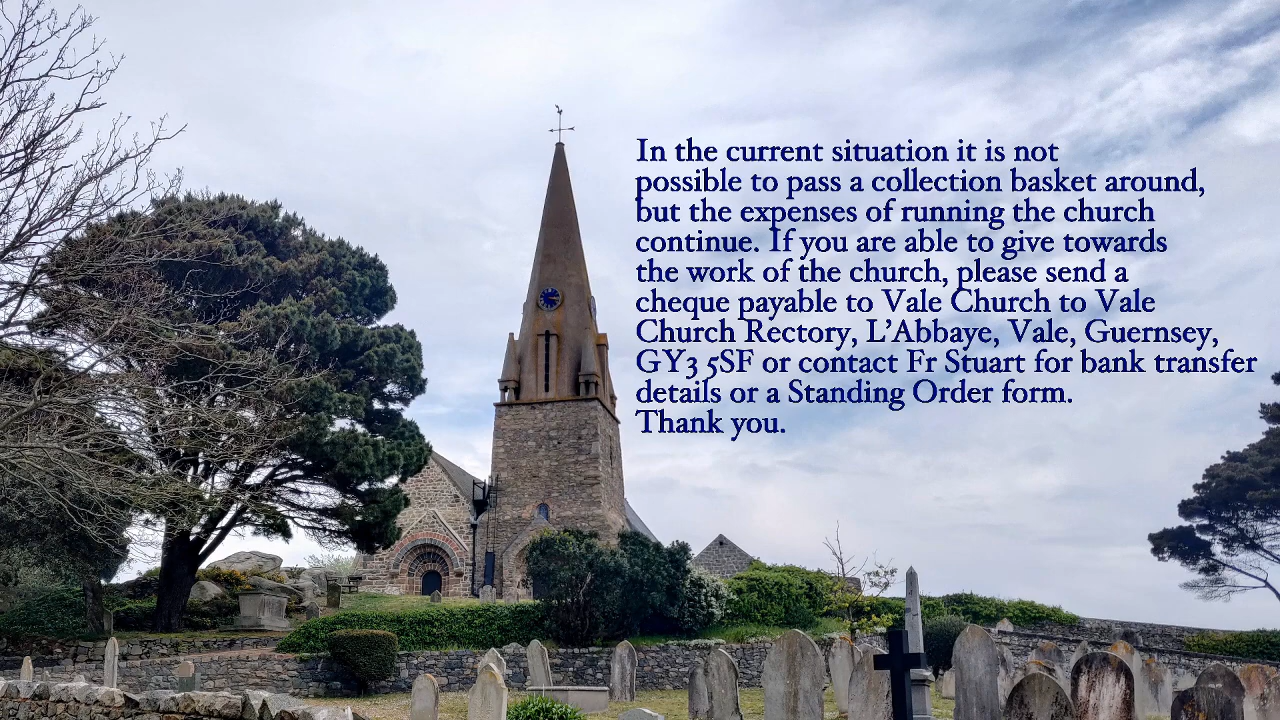 In the current situation it is not
possible to pass a collection basket around,
but the expenses of running the church
continue. If you are able to give towards
the work of the church, please send a
cheque payable to Vale Church to Vale
Church Rectory, L'Abbaye, Vale, Guernsey,
GY3 5SF or contact Fr Stuart for bank transfer
details or a Standing Order form.
Thank you.